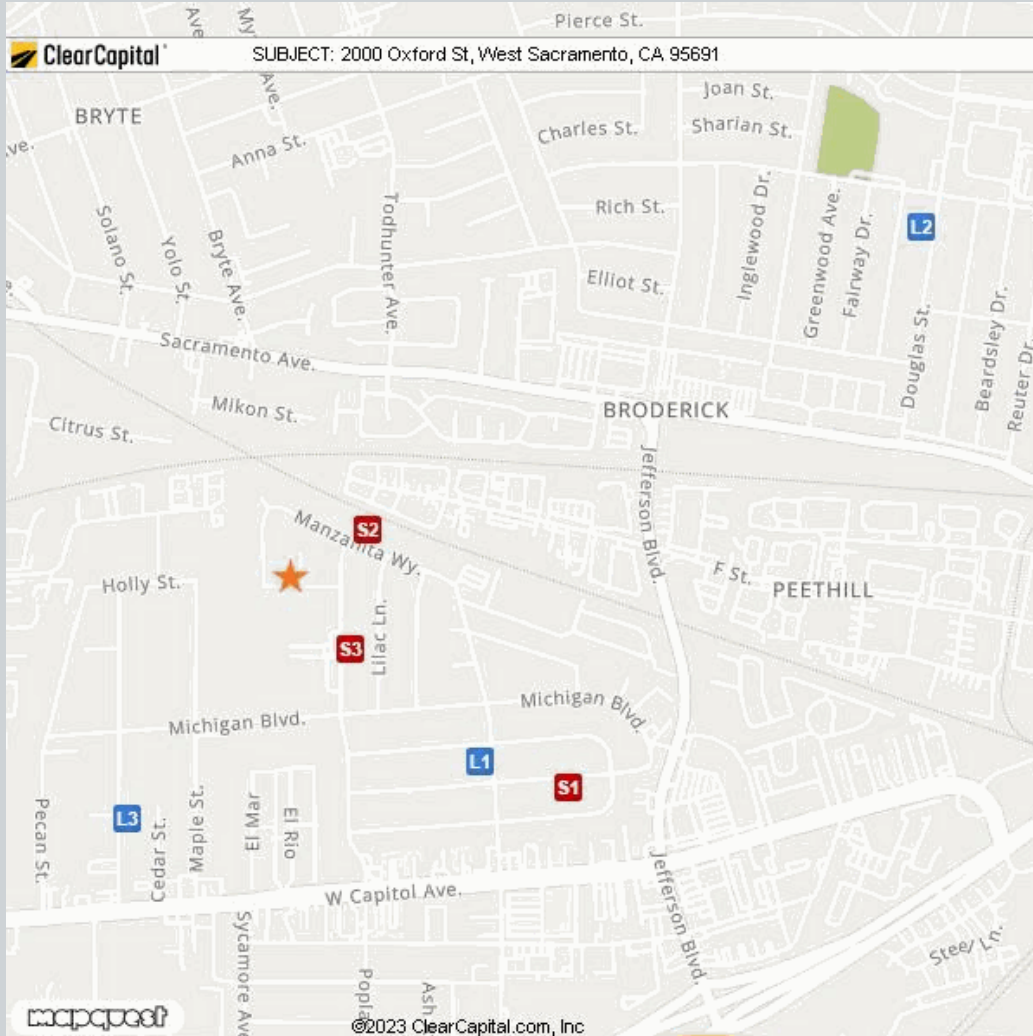 Ave
My
Pierce St.
ClearCapital
SUBJECT: 2000 Oxford St, West Sacramento, CA 95691
Ave.
Joan St.
BRYTE
Charles St.
Sharian St.
ve.
Anna St.
Todhunter Ave.
Rich St.
Inglewood Dr.
Greenwood Ave.
Fairway Dr.
L2
Solano St.
Yolo St.
Bryte Ave.
Elliot St.
Douglas St.
Beardsley Dr.
Reuter Dr.
e.
Sacramento Ave.
Mikon St.
BRODERICK
Citrus St.
Jefferson Blvd.
S2
Manzanita Wy.
F St.
PEETHILL
Holly St.
Lilac Ln.
S3
Michigan Blvd.
Michigan Blvd.
L1
S1
L3
Pecan St.
Cedar St.
Maple St.
El Mer
El Rio
W Capitol Ave.
Jefferson Blvd.
Sycamore Ave
Popla
Ash
Steel Ln.
mapquest
©2023 ClearCapital.com, Inc